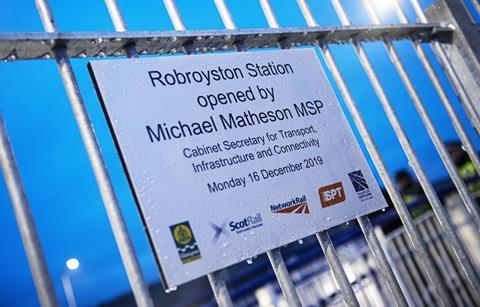 Robroyston Station
opened by
Michael Matheson MSP
Cabinet Secretary for Transport,
Infrastructure and Connectivity
Monday 16 December 2019
ScotRail
NetworkRail
SPT